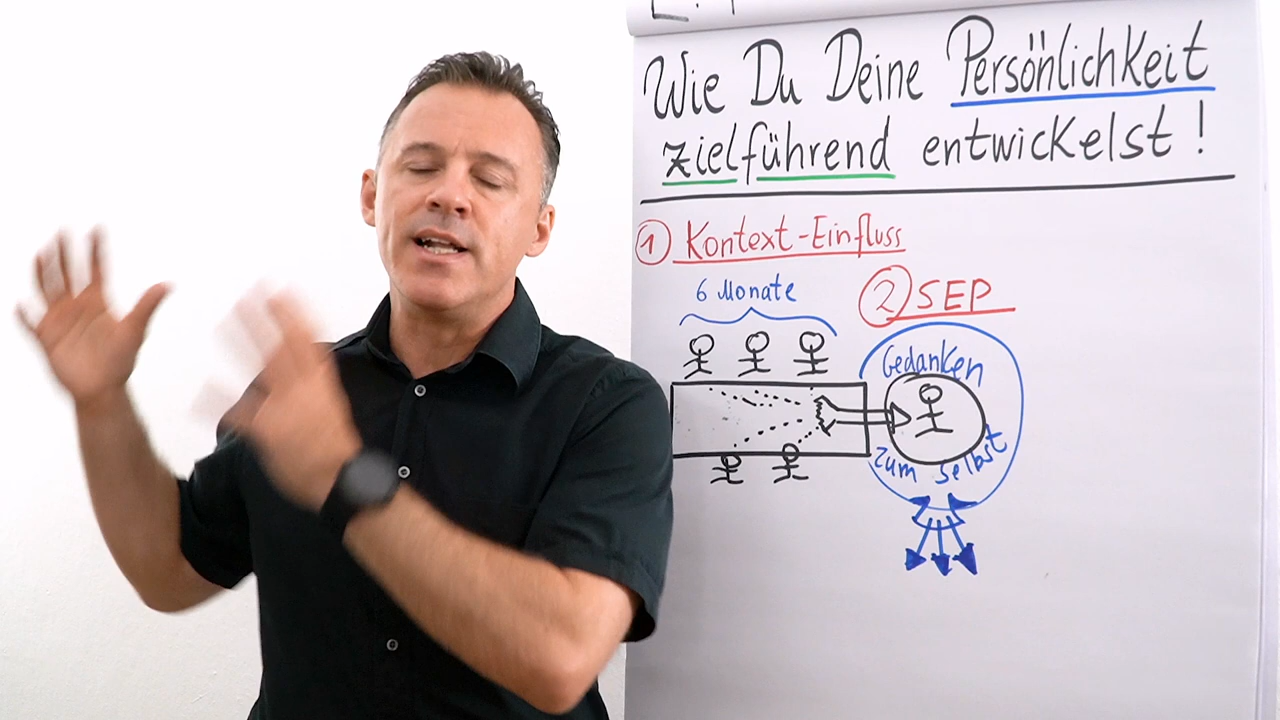 Wie Du Deine Persönlichkeit
zielführend entwickelst!
1 Kontext-Einfluss
6 Monate
2 SEP
Gedanken
zum selbst